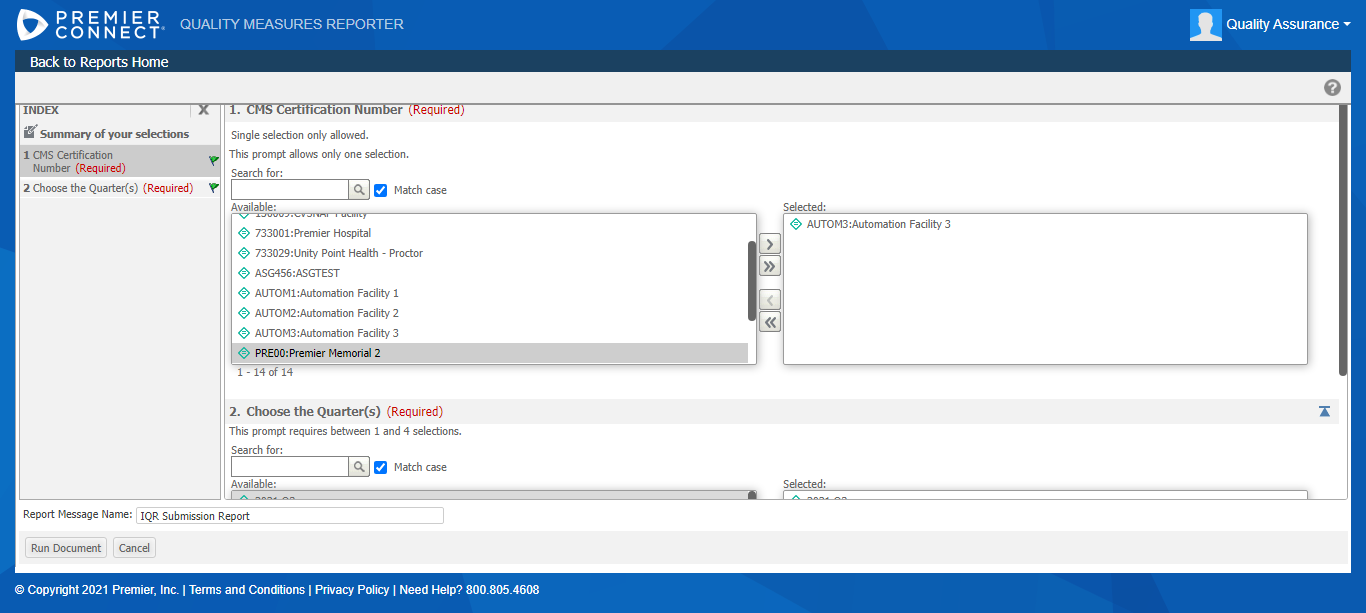 PREMIER
CONNECT
QUALITY MEASURES REPORTER
Quality Assurance
Back to Reports Home
?
INDEX
X
Summary of your selections
1 CMS Certification
Number (Required)
2 Choose the Quarter(s) (Required)
1. CMS Certification Number (Required)
Single selection only allowed.
This prompt allows only one selection.
Search for:
Match case
Available:
733001:Premier Hospital
733029:Unity Point Health - Proctor
ASG456:ASGTEST
AUTOM1:Automation Facility 1
AUTOM2:Automation Facility 2
AUTOM3:Automation Facility 3
PRE00:Premier Memorial 2
1 - 14 of 14
Selected:
AUTOM3:Automation Facility 3
2. Choose the Quarter(s) (Required)
This prompt requires between 1 and 4 selections.
Search for:
Match case
Available:
Selected:
Report Message Name: IQR Submission Report
Run Document
Cancel
© Copyright 2021 Premier, Inc. | Terms and Conditions | Privacy Policy | Need Help? 800.805.4608